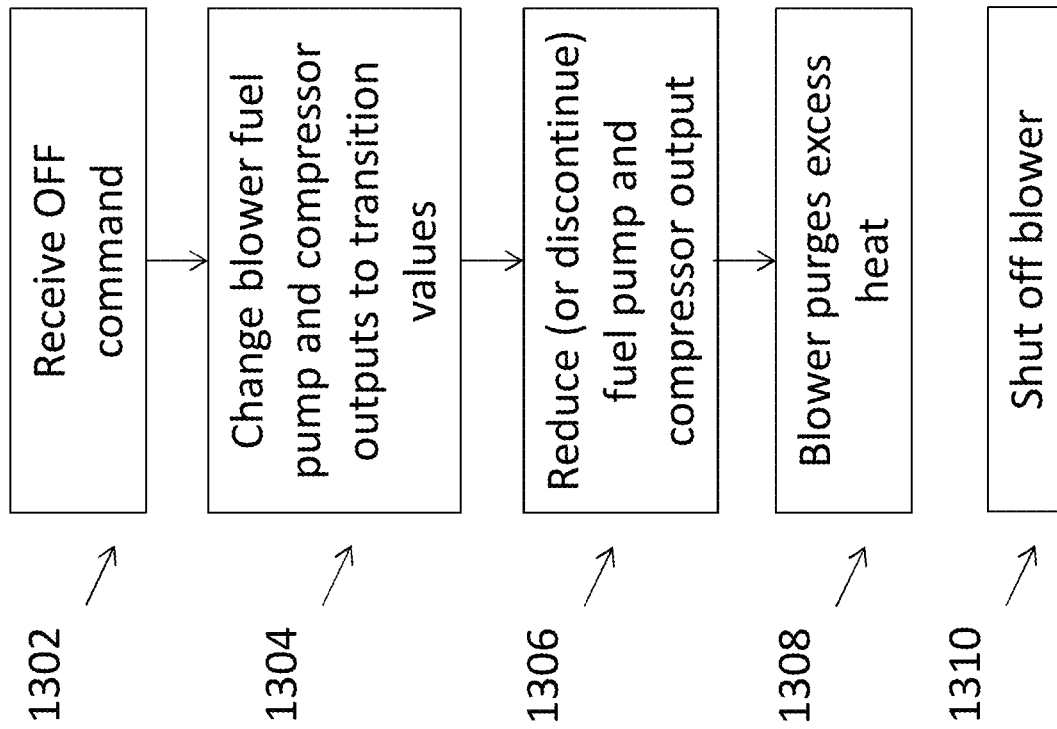 1302
Receive OFF
command
1304
Change blower fuel
pump and compressor
outputs to transition
values
1306
Reduce (or discontinue)
fuel pump and
compressor output
1308
Blower purges excess
heat
1310
Shut off blower